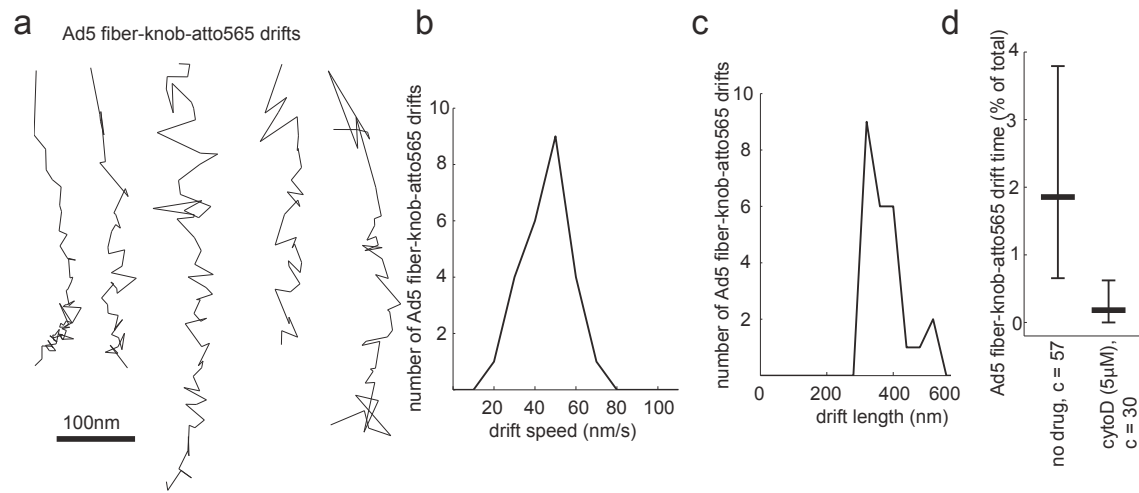 a
Ad5 fiber-knob-atto565 drifts
100nm
b
number of Ad5 fiber-knob-atto565 drifts
10
8
6
4
2
20 40 60 80 100
drift speed (nm/s)
c
number of Ad5 fiber-knob-atto565 drifts
10
8
6
4
2
0 200 400 600
drift length (nm)
d
Ad5 fiber-knob-atto565 drift time (% of total)
4
3
2
1
0
no drug, c = 57
cytoD (5µM),
c = 30